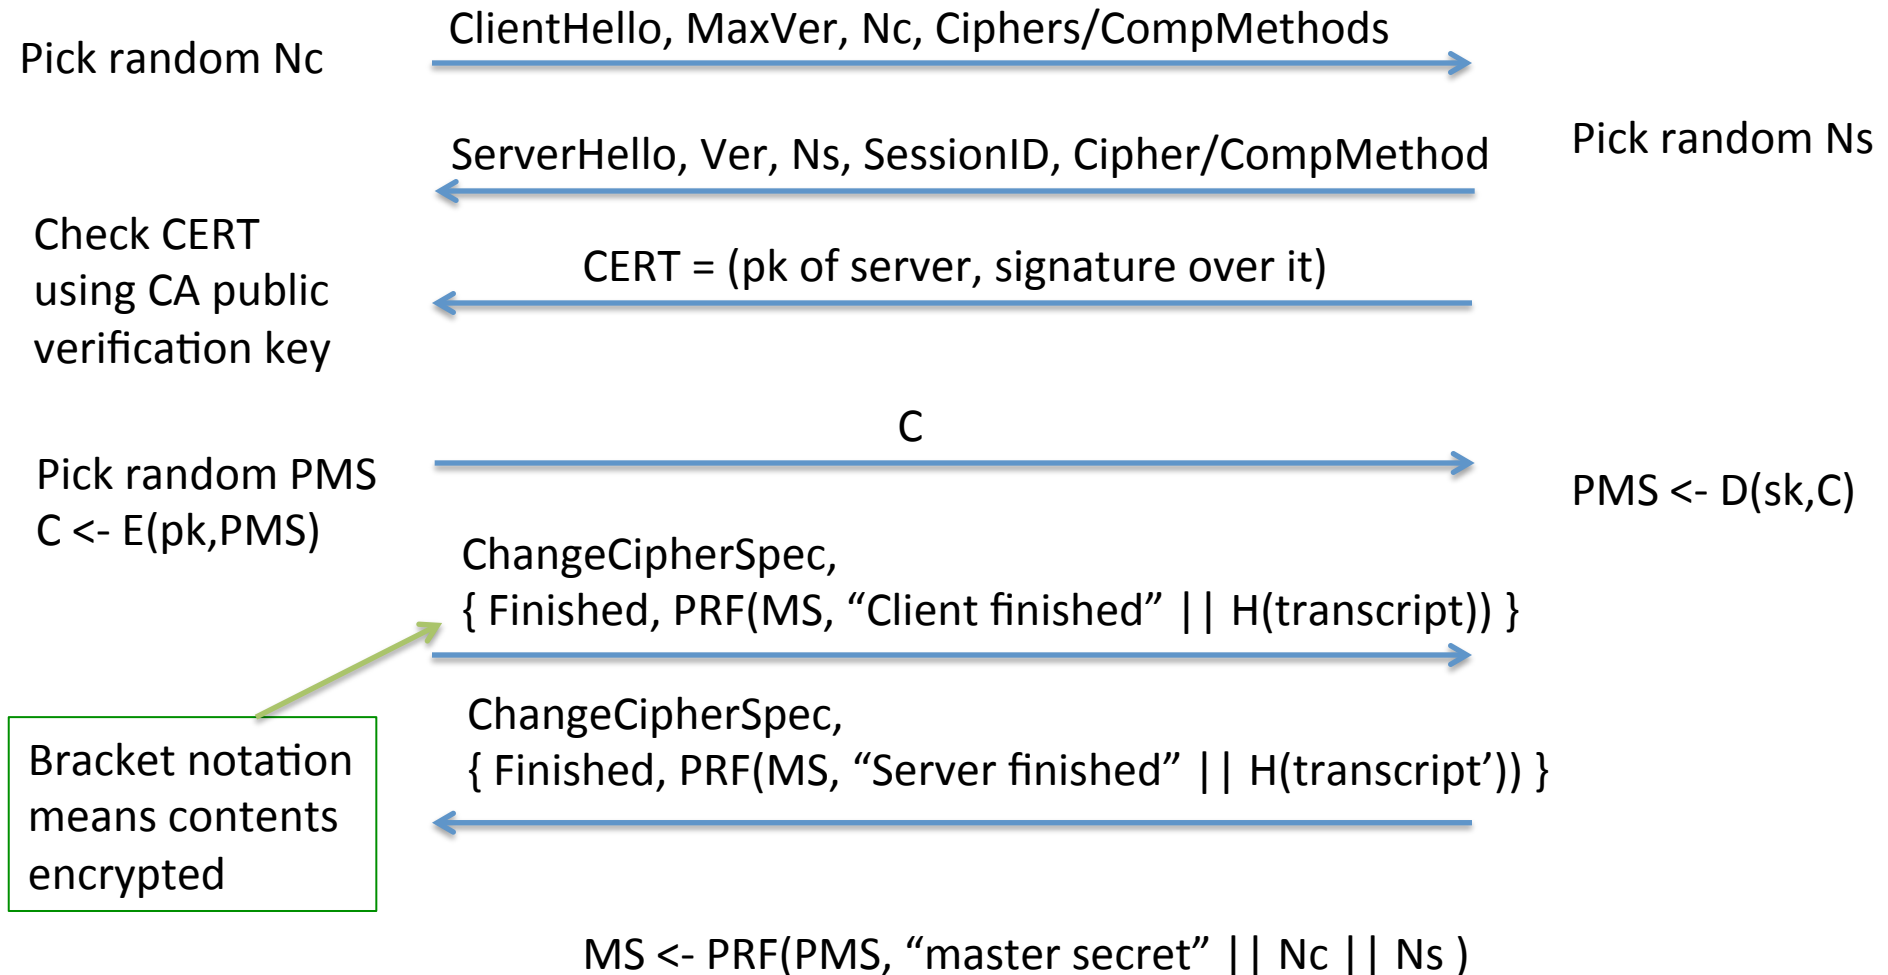 ClientHello, MaxVer, Nc, Ciphers/CompMethods
Pick random Nc
Pick random Ns
ServerHello, Ver, Ns, SessionID, Cipher/CompMethod
Check CERT
using CA public
verification key
CERT = (pk of server, signature over it)
C
Pick random PMS
C <- E(pk,PMS)
PMS <- D(sk,C)
ChangeCipherSpec,
{ Finished, PRF(MS, “Client finished” || H(transcript)) }
ChangeCipherSpec,
{ Finished, PRF(MS, “Server finished” || H(transcript’)) }
Bracket notation
means contents
encrypted
MS <- PRF(PMS, “master secret” || Nc || Ns )